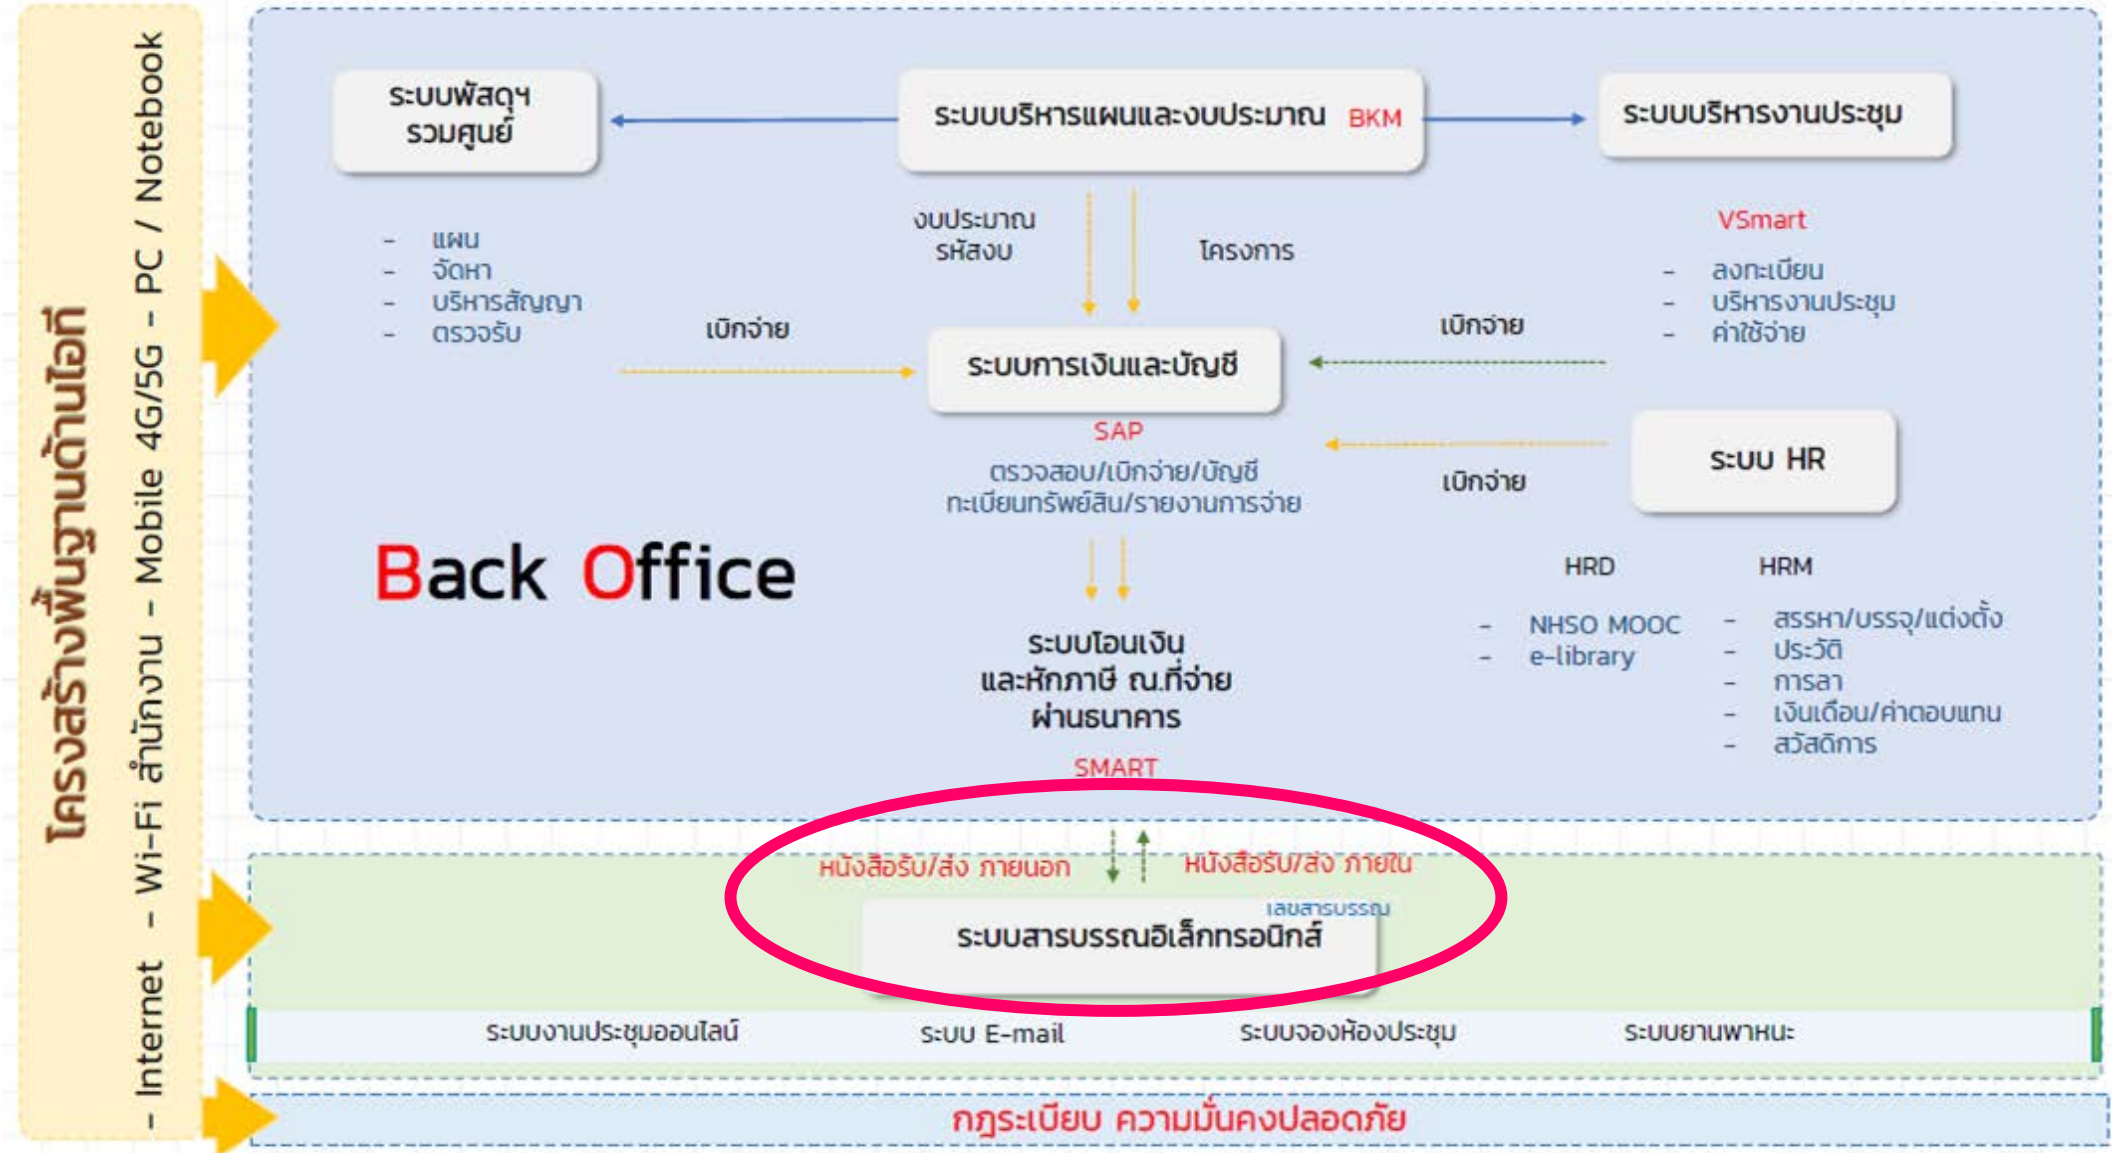 โครงสร้างพื้นฐานด้านไอที
- Internet - Wi-Fi สำนักงาน - Mobile 4G/5G - PC / Notebook
ระบบพัสดุฯ
รวมศูนย์
ระบบบริหารแผนและงบประมาณ BKM
ระบบบริหารงานประชุม
- แผน
- จัดหา
- บริหารสัญญา
- ตรวจรับ
งบประมาณ
รหัสงบ
โครงการ
VSmart
- ลงทะเบียน
- บริหารงานประชุม
- ค่าใช้จ่าย
เบิกจ่าย
เบิกจ่าย
ระบบการเงินและบัญชี
SAP
ตรวจสอบ/เบิกจ่าย/บัญชี
ทะเบียนทรัพย์สิน/รายงานการจ่าย
เบิกจ่าย
ระบบ HR
Back Office
HRD
- NHSO MOOC
- e-library
HRM
- สรรหา/บรรจุ/แต่งตั้ง
- ประวัติ
- การลา
- เงินเดือน/ค่าตอบแทน
- สวัสดิการ
ระบบโอนเงิน
และหักภาษี ณ.ที่จ่าย
ผ่านธนาคาร
SMART
หนังสือรับ/ส่ง ภายนอก
หนังสือรับ/ส่ง ภายใน
เลขสารบรรณ
ระบบสารบรรณอิเล็กทรอนิกส์
ระบบงานประชุมออนไลน์
ระบบ E-mail
ระบบจองห้องประชุม
ระบบยานพาหนะ
กฎระเบียบ ความมั่นคงปลอดภัย